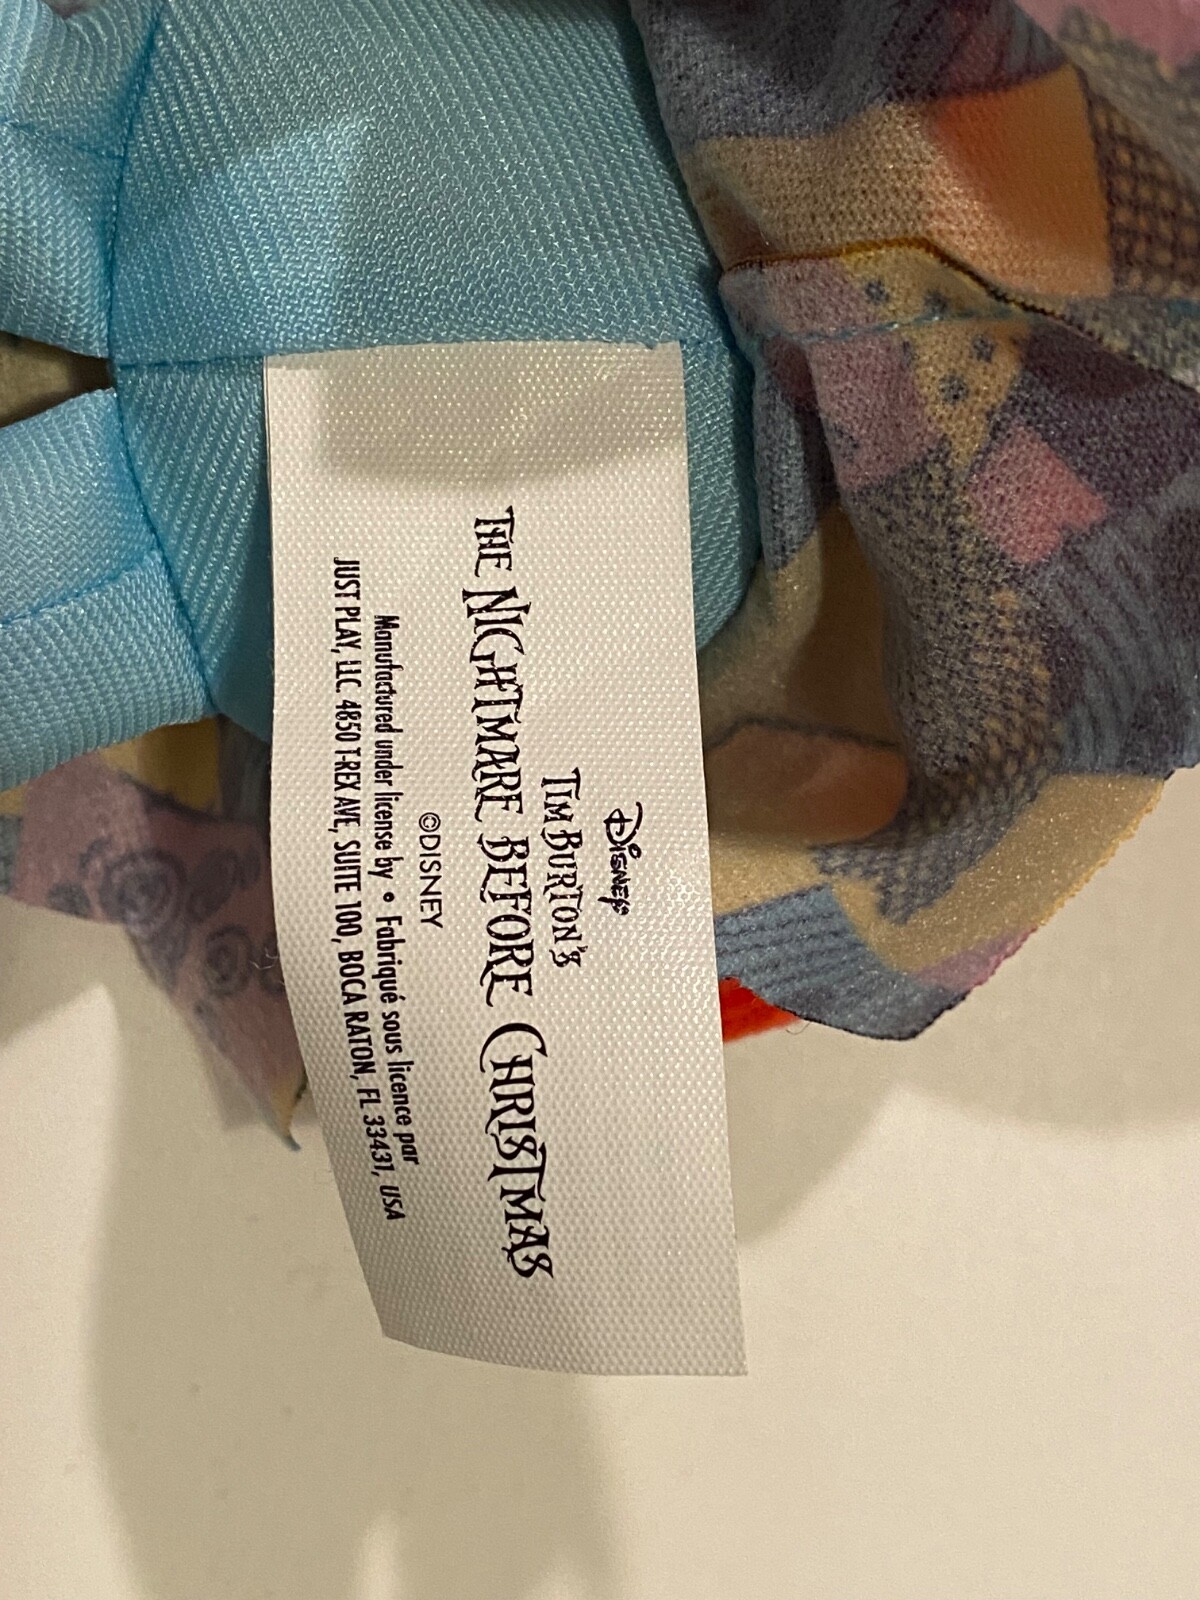 Disney
Tim Burton's
The Nightmare Before Christmas
©DISNEY
Manufactured under license by • Fabriqué sous licence par
JUST PLAY, LLC. 4850 T-REX AVE, SUITE 100, BOCA RATON, FL 33431, USA